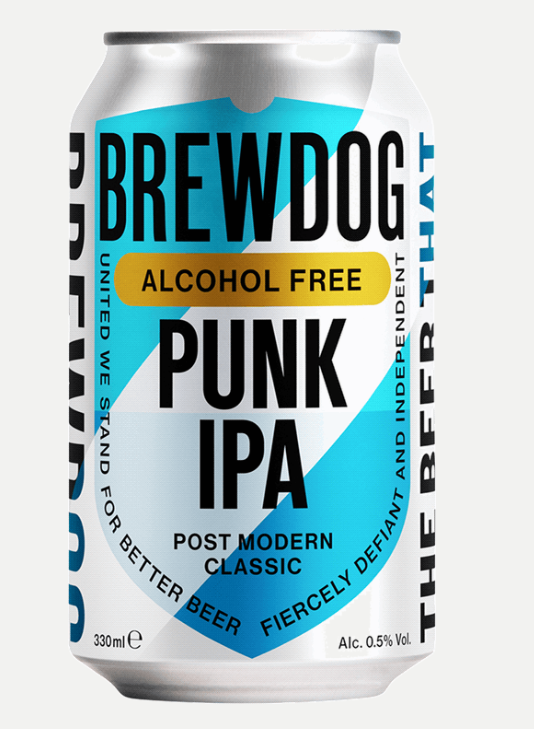 BREWDOG
ALCOHOL FREE
PUNK
IPA
POST MODERN
CLASSIC
UNITED WE STAND FOR BETTER BEER
FIERCELY DEFIANT AND INDEPENDENT
330ml ℮
Alc. 0.5% Vol.
BREWDOG
THE BEER THAT